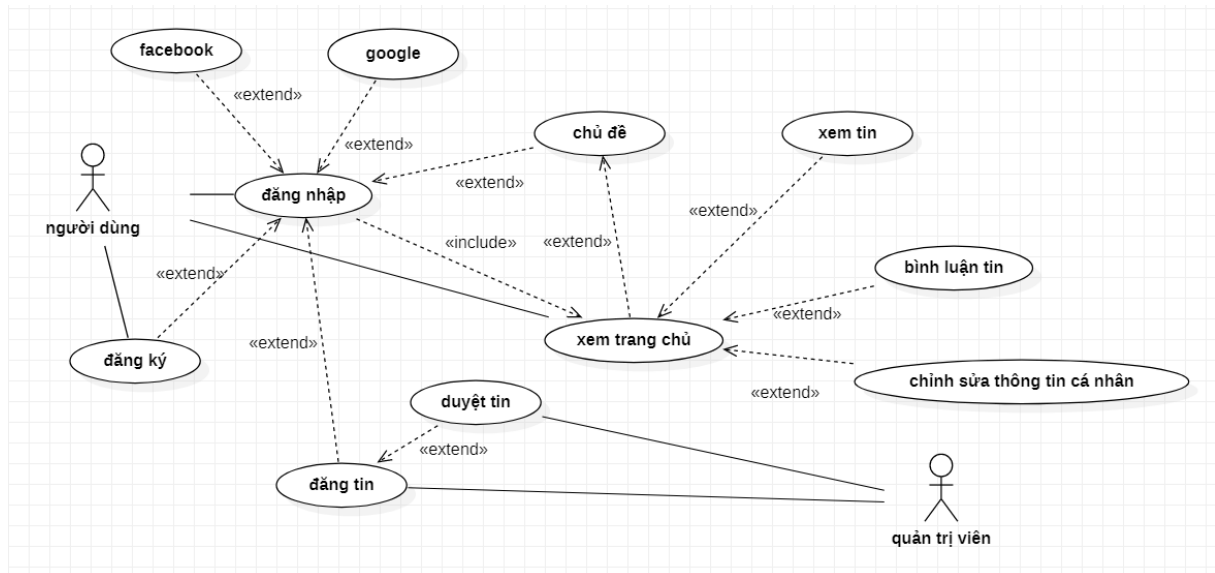 facebook
google
«extend»
chủ đề
xem tin
«extend»
«extend»
đăng nhập
«extend»
«extend»
người dùng
«include»
«extend»
«extend»
bình luận tin
«extend»
xem trang chủ
«extend»
đăng ký
chỉnh sửa thông tin cá nhân
«extend»
duyệt tin
«extend»
đăng tin
quản trị viên